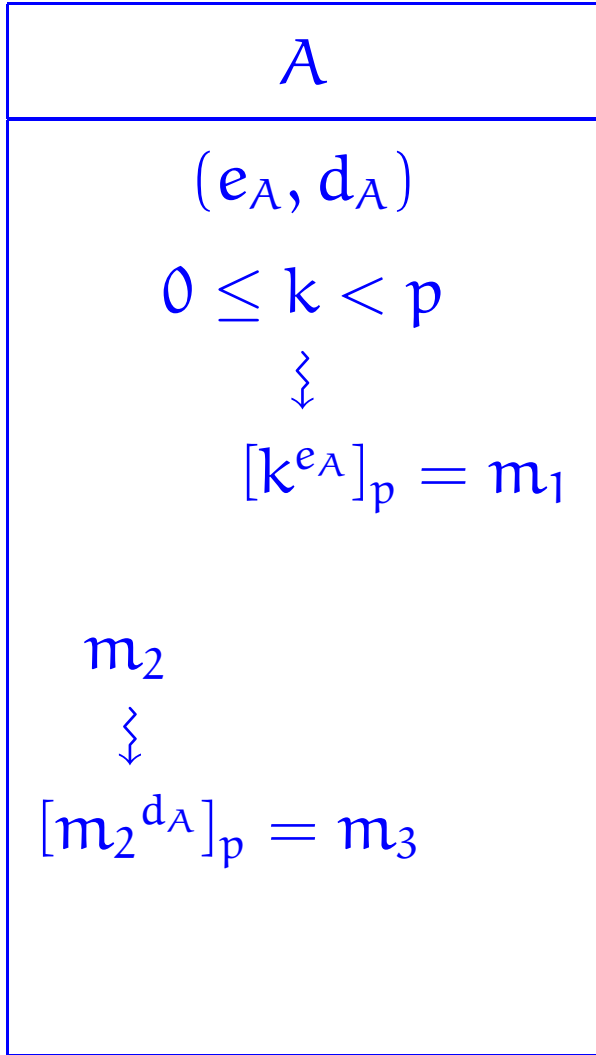 A
(e_A, d_A)
0 ≤ k < p
[k^{e_A}]_p = m_1
m_2
[m_2^{d_A}]_p = m_3